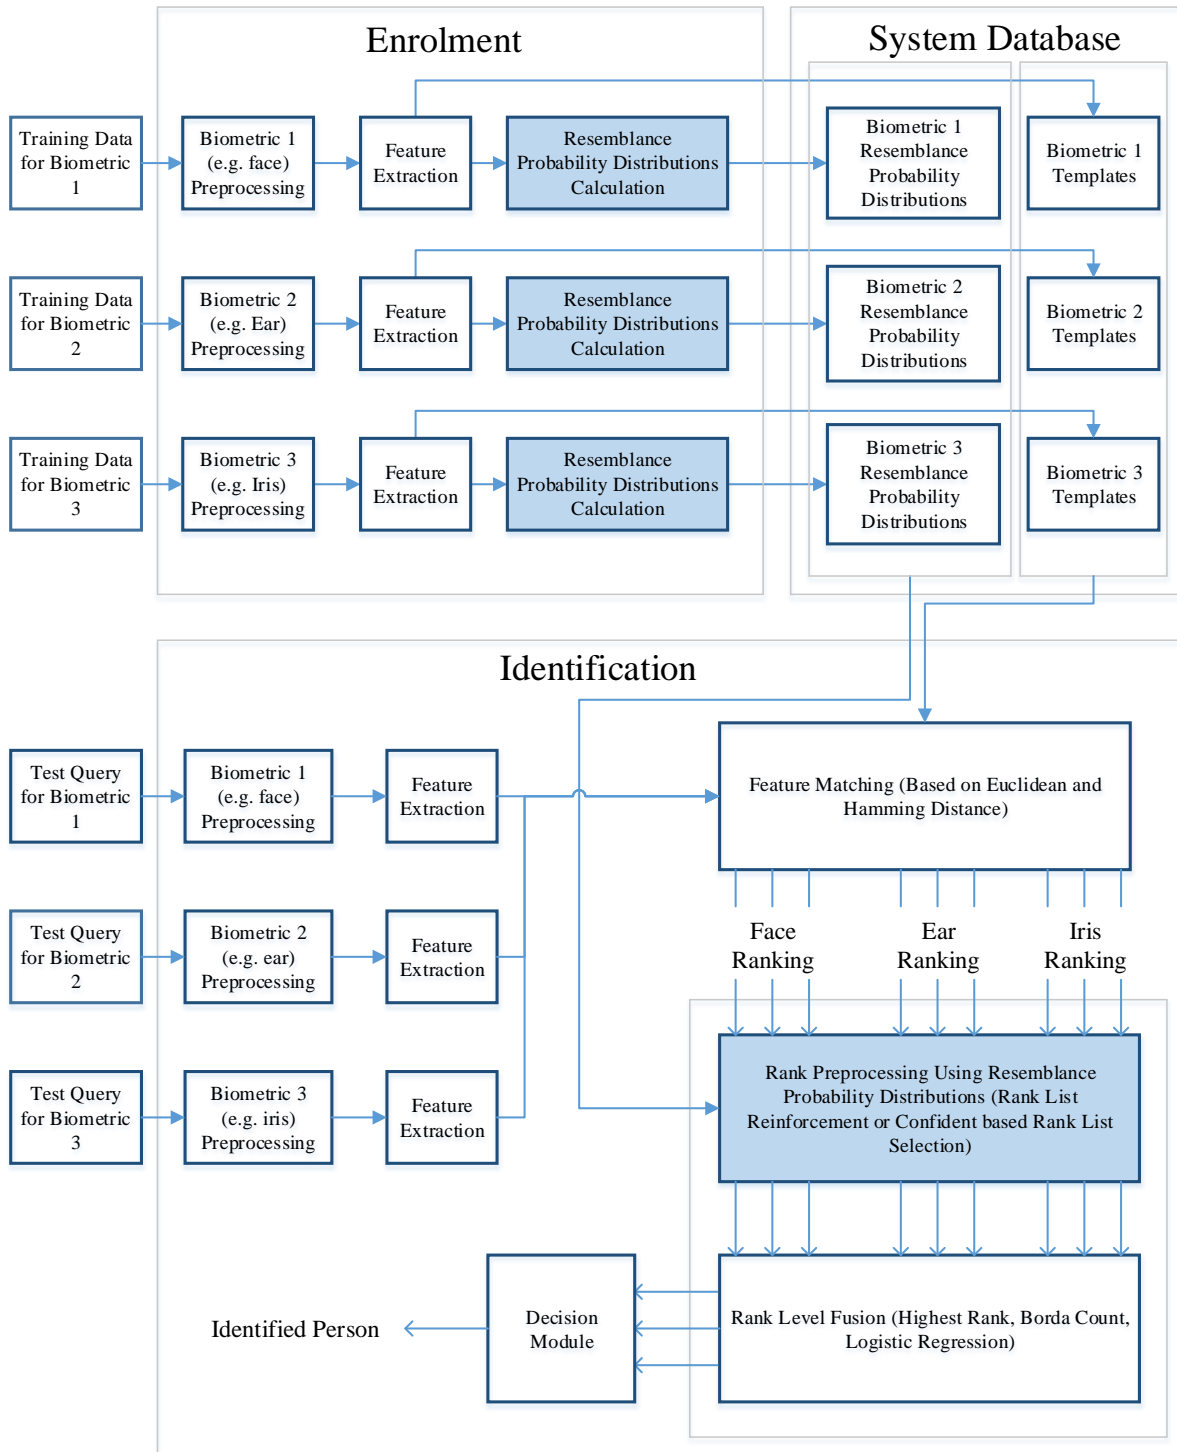 Enrolment
System Database
Training Data
for Biometric
1
Biometric 1
(e.g. face)
Preprocessing
Feature
Extraction
Resemblance
Probability Distributions
Calculation
Biometric 1
Resemblance
Probability
Distributions
Biometric 1
Templates
Training Data
for Biometric
2
Biometric 2
(e.g. Ear)
Preprocessing
Feature
Extraction
Resemblance
Probability Distributions
Calculation
Biometric 2
Resemblance
Probability
Distributions
Biometric 2
Templates
Training Data
for Biometric
3
Biometric 3
(e.g. Iris)
Preprocessing
Feature
Extraction
Resemblance
Probability Distributions
Calculation
Biometric 3
Resemblance
Probability
Distributions
Biometric 3
Templates
Identification
Test Query
for Biometric
1
Biometric 1
(e.g. face)
Preprocessing
Feature
Extraction
Feature Matching (Based on Euclidean and
Hamming Distance)
Test Query
for Biometric
2
Biometric 2
(e.g. ear)
Preprocessing
Feature
Extraction
Face
Ranking
Ear
Ranking
Iris
Ranking
Test Query
for Biometric
3
Biometric 3
(e.g. iris)
Preprocessing
Feature
Extraction
Rank Preprocessing Using Resemblance
Probability Distributions (Rank List
Reinforcement or Confident based Rank List
Selection)
Identified Person
Decision
Module
Rank Level Fusion (Highest Rank, Borda Count,
Logistic Regression)